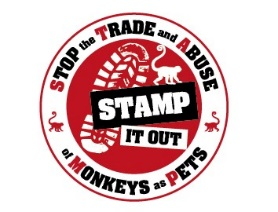 STOP the TRADE and ABUSE
STAMP
IT OUT
of MONKEYS as PETS